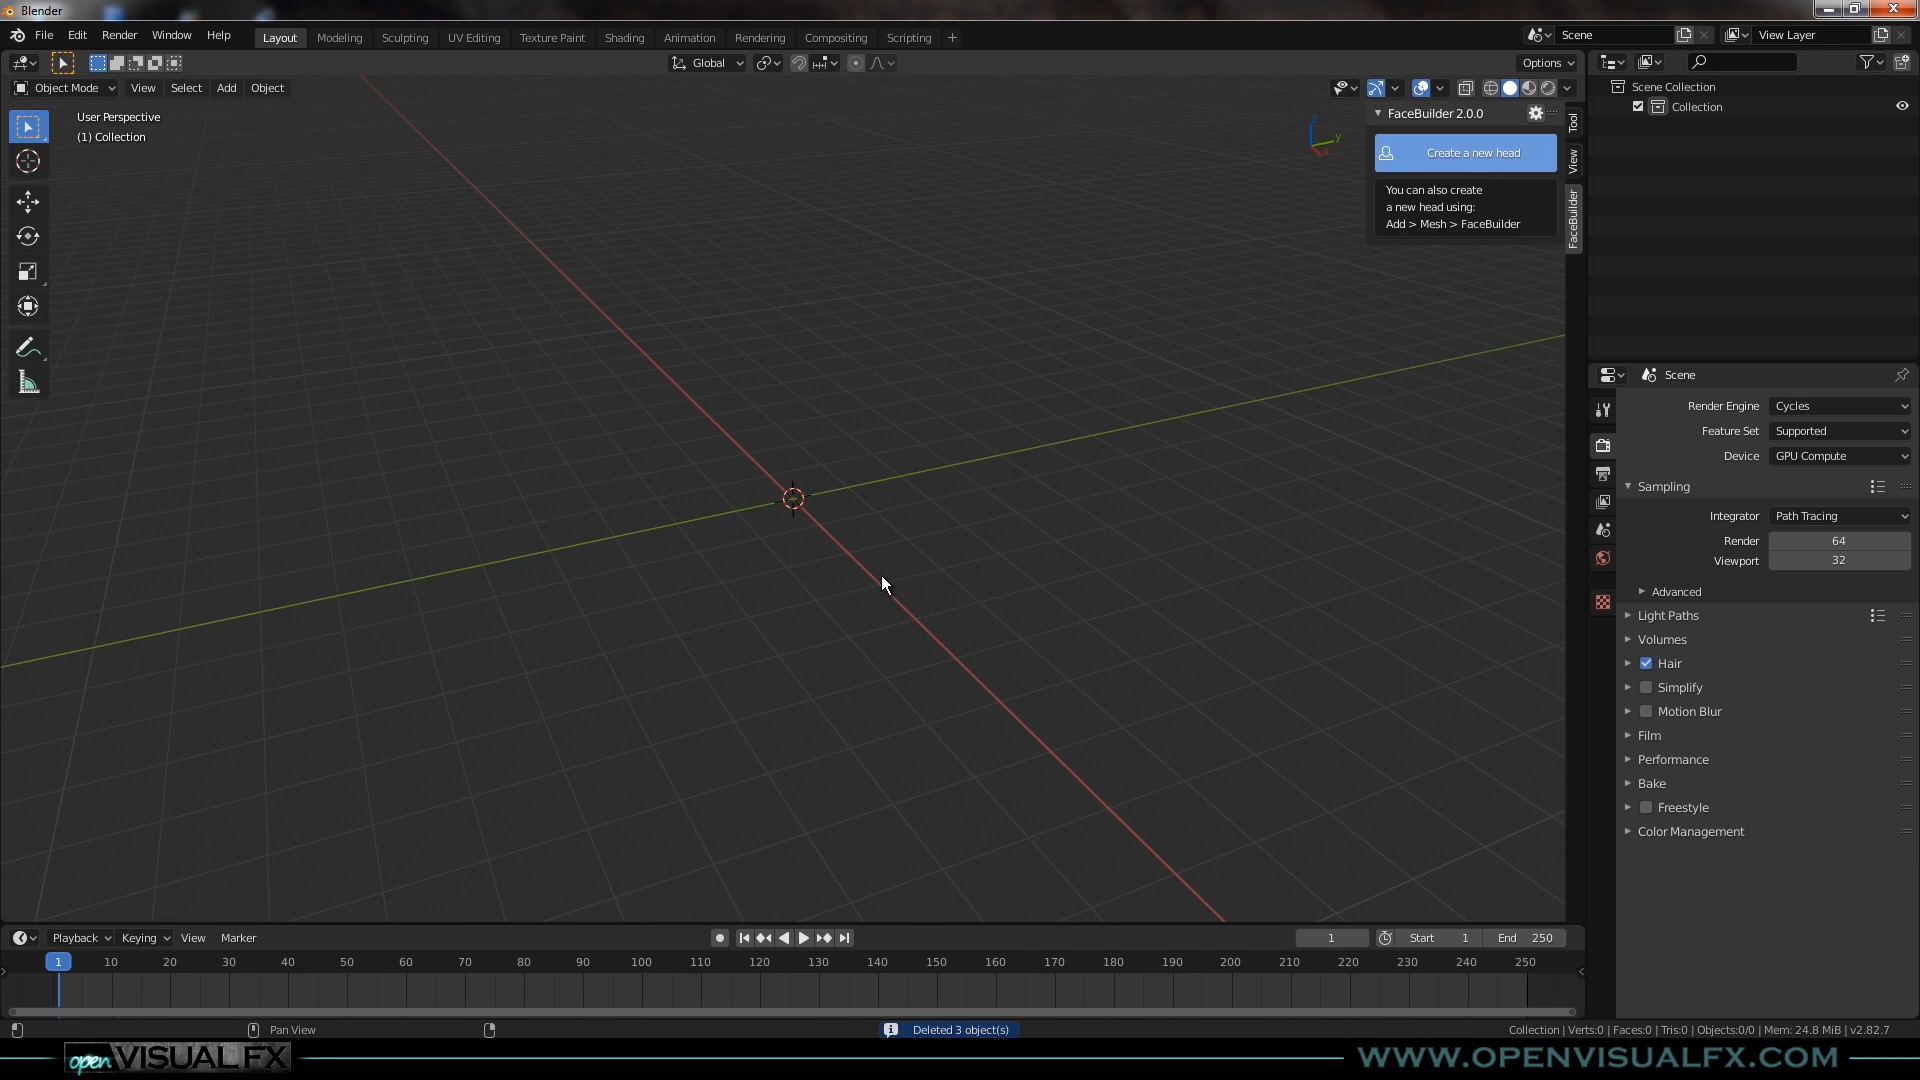 Blender
File Edit Render Window Help Layout Modeling Sculpting UV Editing Texture Paint Shading Animation Rendering Compositing Scripting + Scene View Layer
Global Options
Object Mode View Select Add Object
User Perspective
(1) Collection
z
y
FaceBuilder 2.0.0
Create a new head
You can also create
a new head using:
Add > Mesh > FaceBuilder
Tool
View
FaceBuilder
Scene Collection
Collection
Scene
Render Engine Cycles
Feature Set Supported
Device GPU Compute
Sampling
Integrator Path Tracing
Render 64
Viewport 32
Advanced
Light Paths
Volumes
Hair
Simplify
Motion Blur
Film
Performance
Bake
Freestyle
Color Management
Playback Keying View Marker 1 Start 1 End 250
1 10 20 30 40 50 60 70 80 90 100 110 120 130 140 150 160 170 180 190 200 210 220 230 240 250
Pan View Deleted 3 object(s) Collection | Verts:0 | Faces:0 | Tris:0 | Objects:0/0 | Mem: 24.8 MiB | v2.82.7
open VISUALFX WWW.OPENVISUALFX.COM